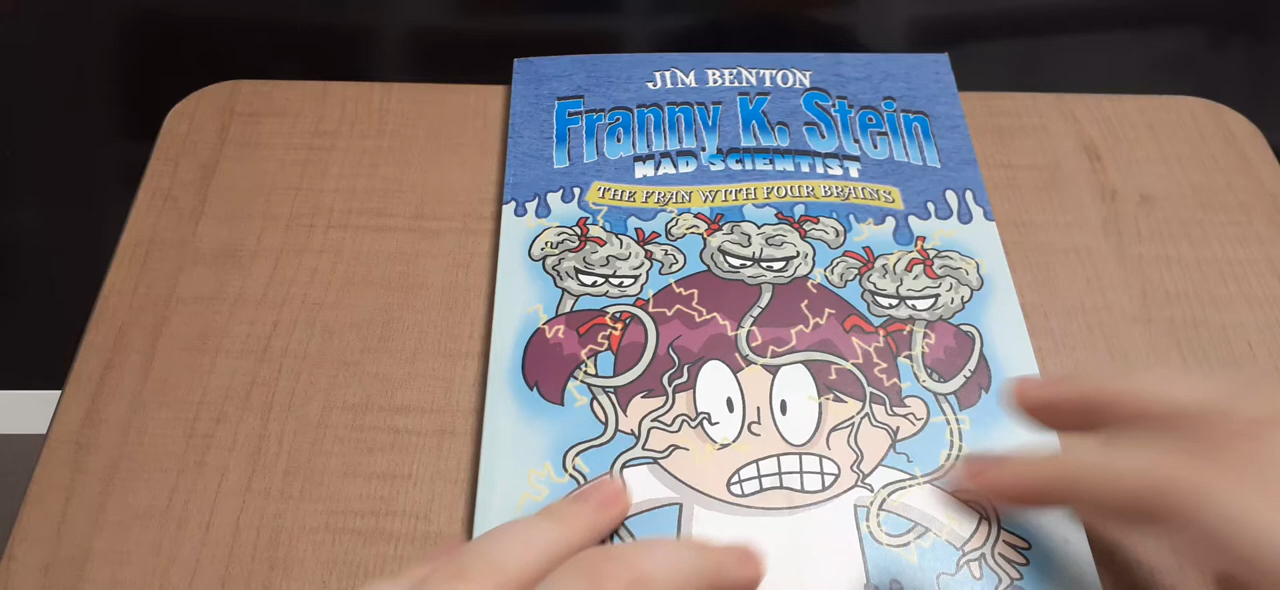 JIM BENTON
Franny K. Stein
MAD SCIENTIST
THE FRAN WITH FOUR BRAINS